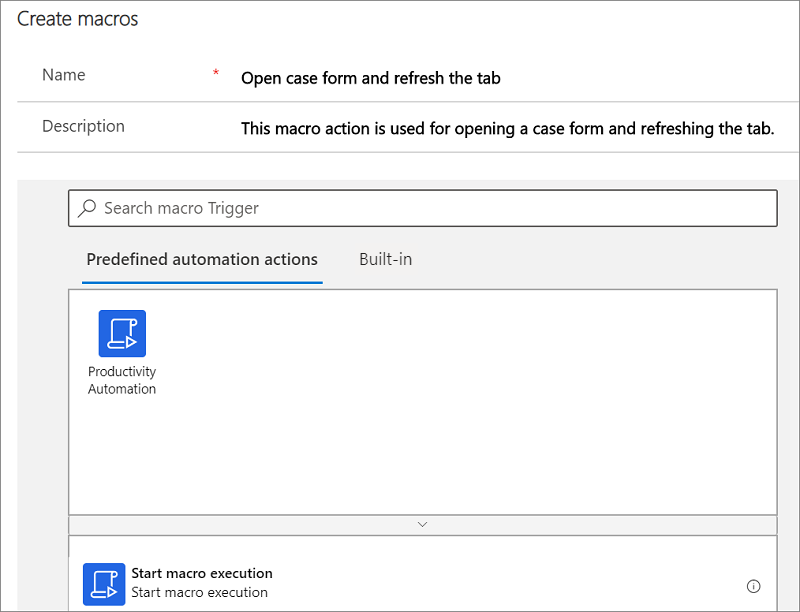 Create macros
Name * Open case form and refresh the tab
Description This macro action is used for opening a case form and refreshing the tab.
Search macro Trigger
Predefined automation actions Built-in
Productivity
Automation
Start macro execution
Start macro execution